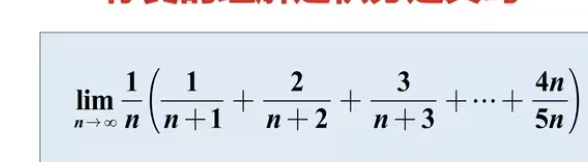 lim_{n→∞} 1/n ( 1/(n+1) + 2/(n+2) + 3/(n+3) + ⋯ + 4n/5n )